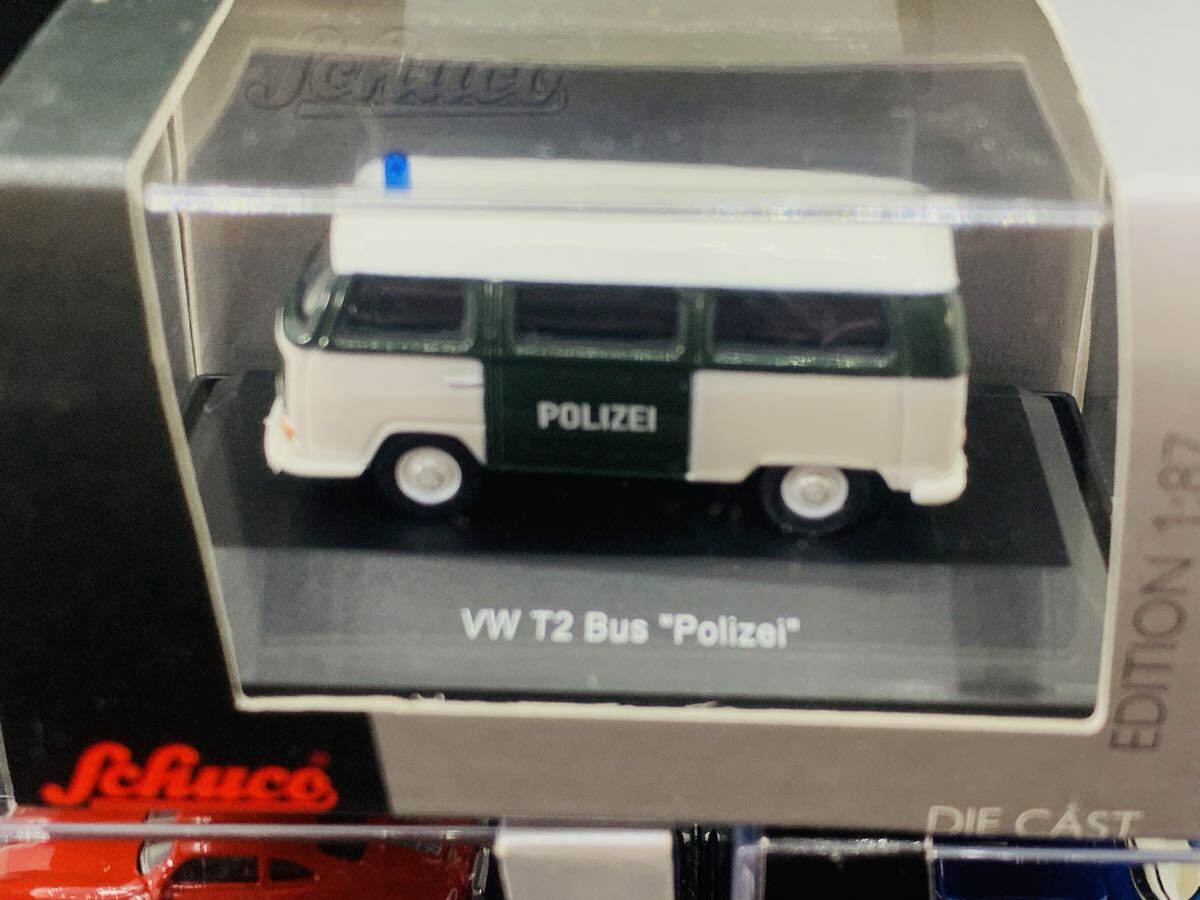 Schuco
POLIZEI
VW T2 Bus "Polizei"
EDITION 1:87
Schuco®
DIE CAST